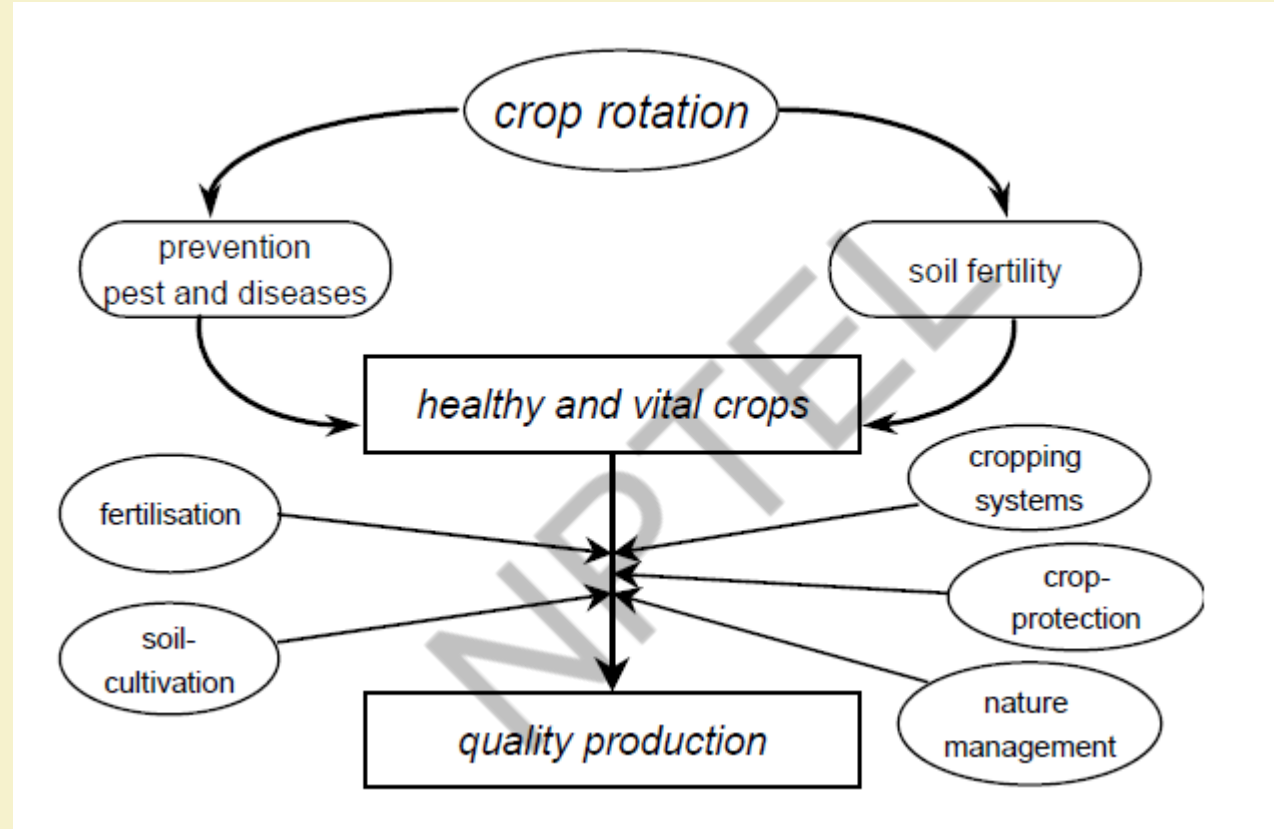 crop rotation
prevention
pest and diseases
soil fertility
healthy and vital crops
cropping
systems
fertilisation
crop-
protection
soil-
cultivation
nature
management
quality production
NPTEL